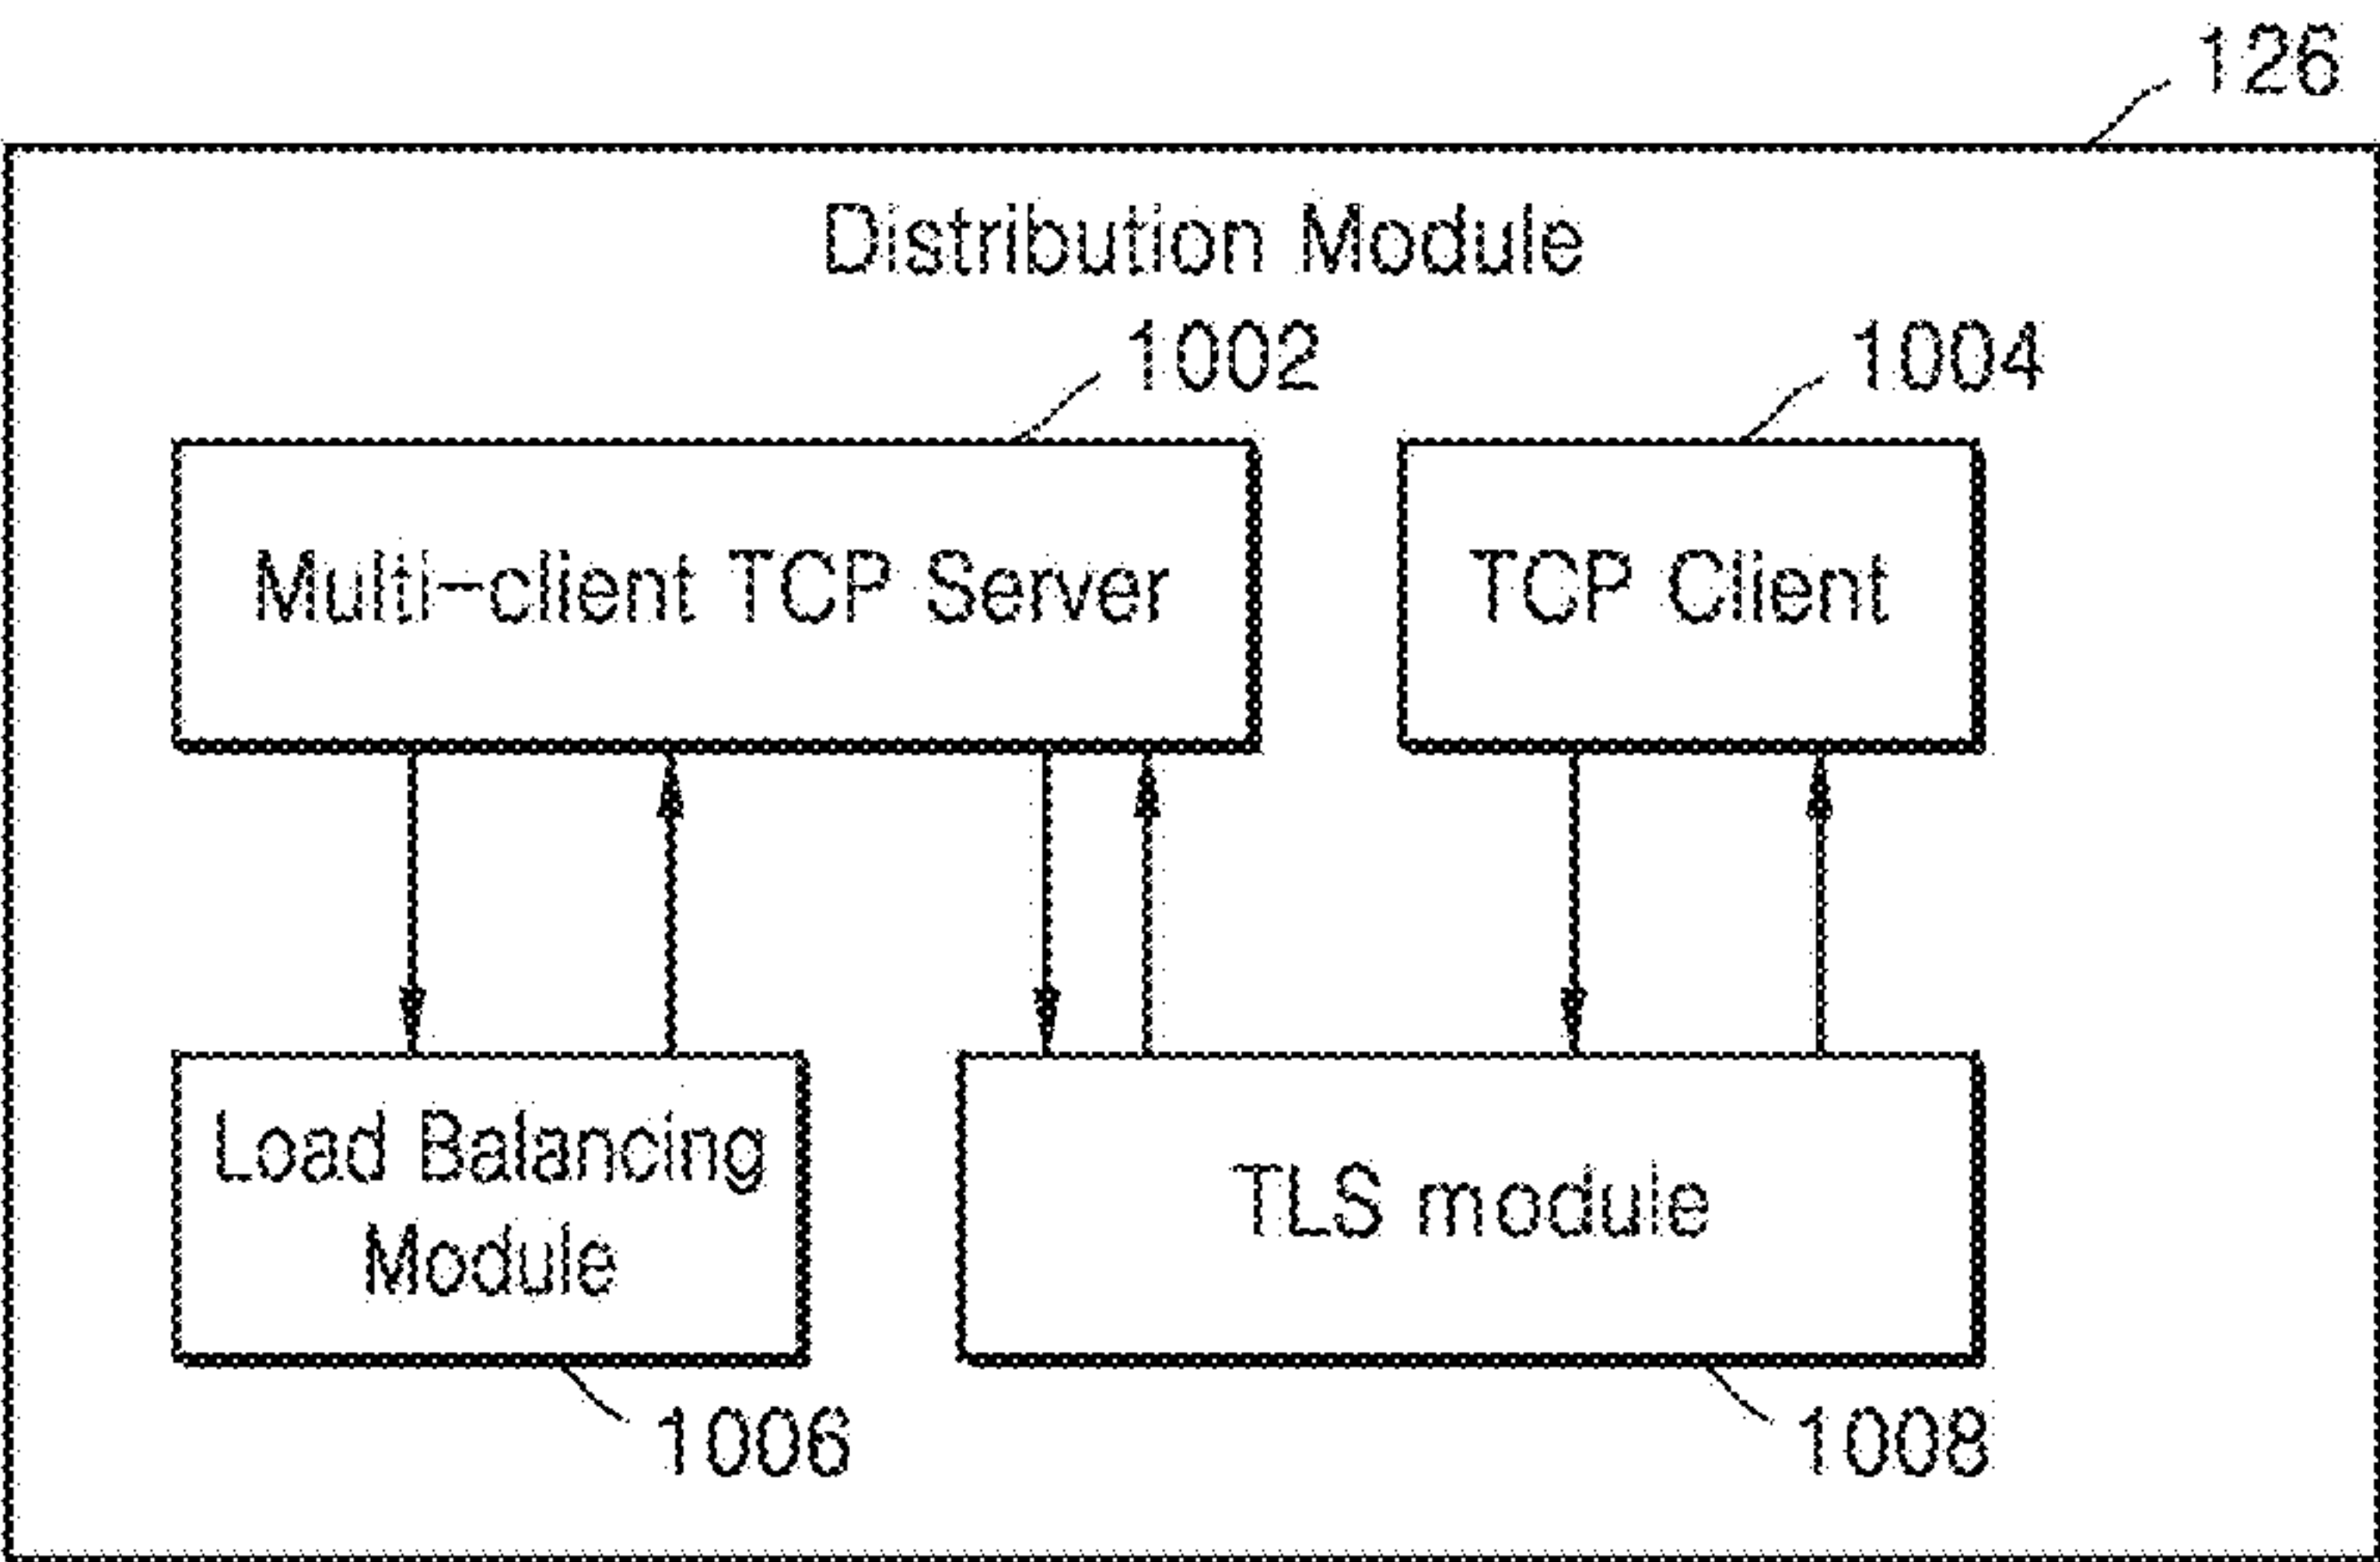 126
Distribution Module
1002
1004
Multi-client TCP Server
TCP Client
Load Balancing
Module
TLS module
1006
1008